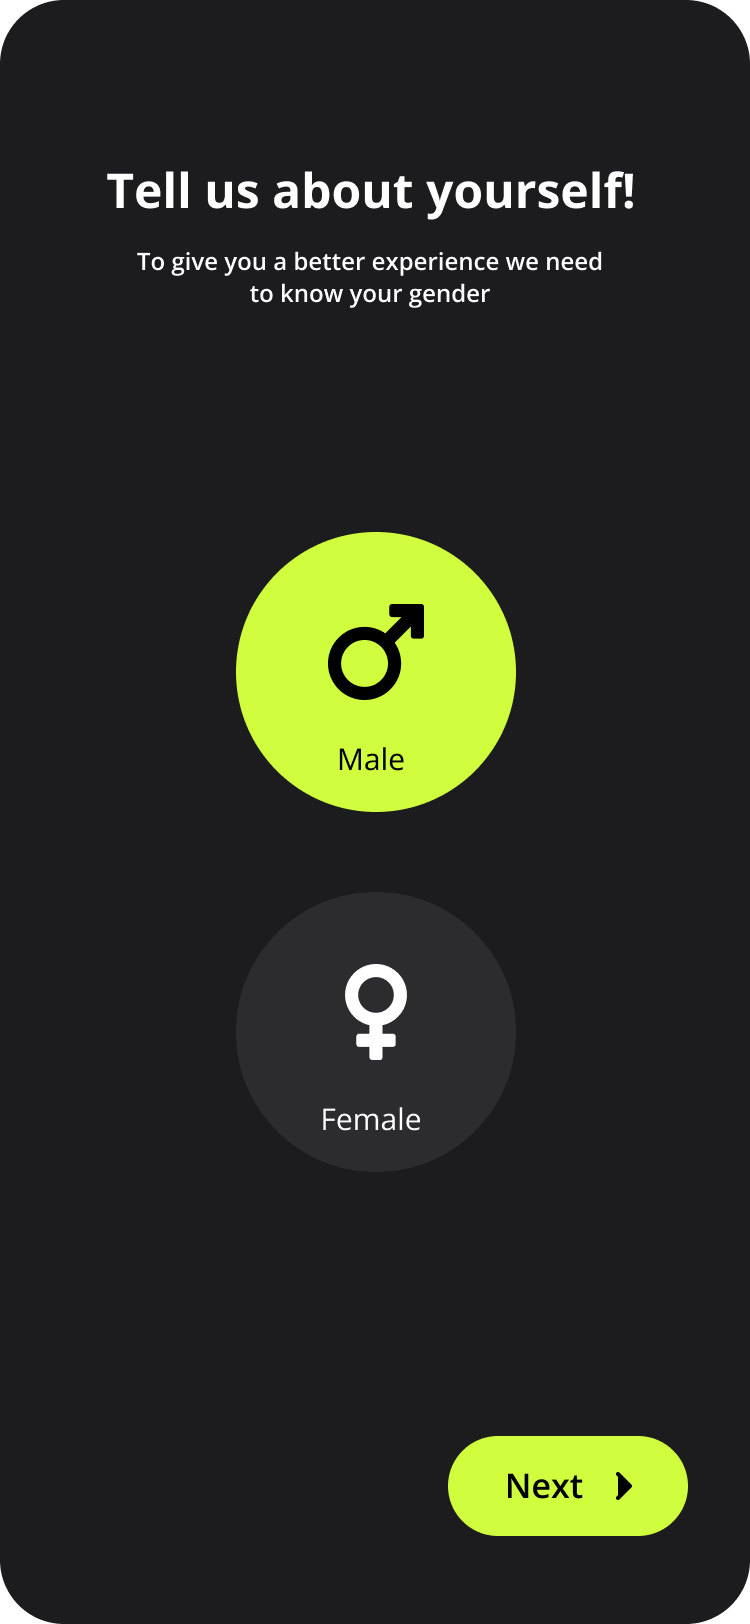 Tell us about yourself!
To give you a better experience we need
to know your gender
Male
Female
Next